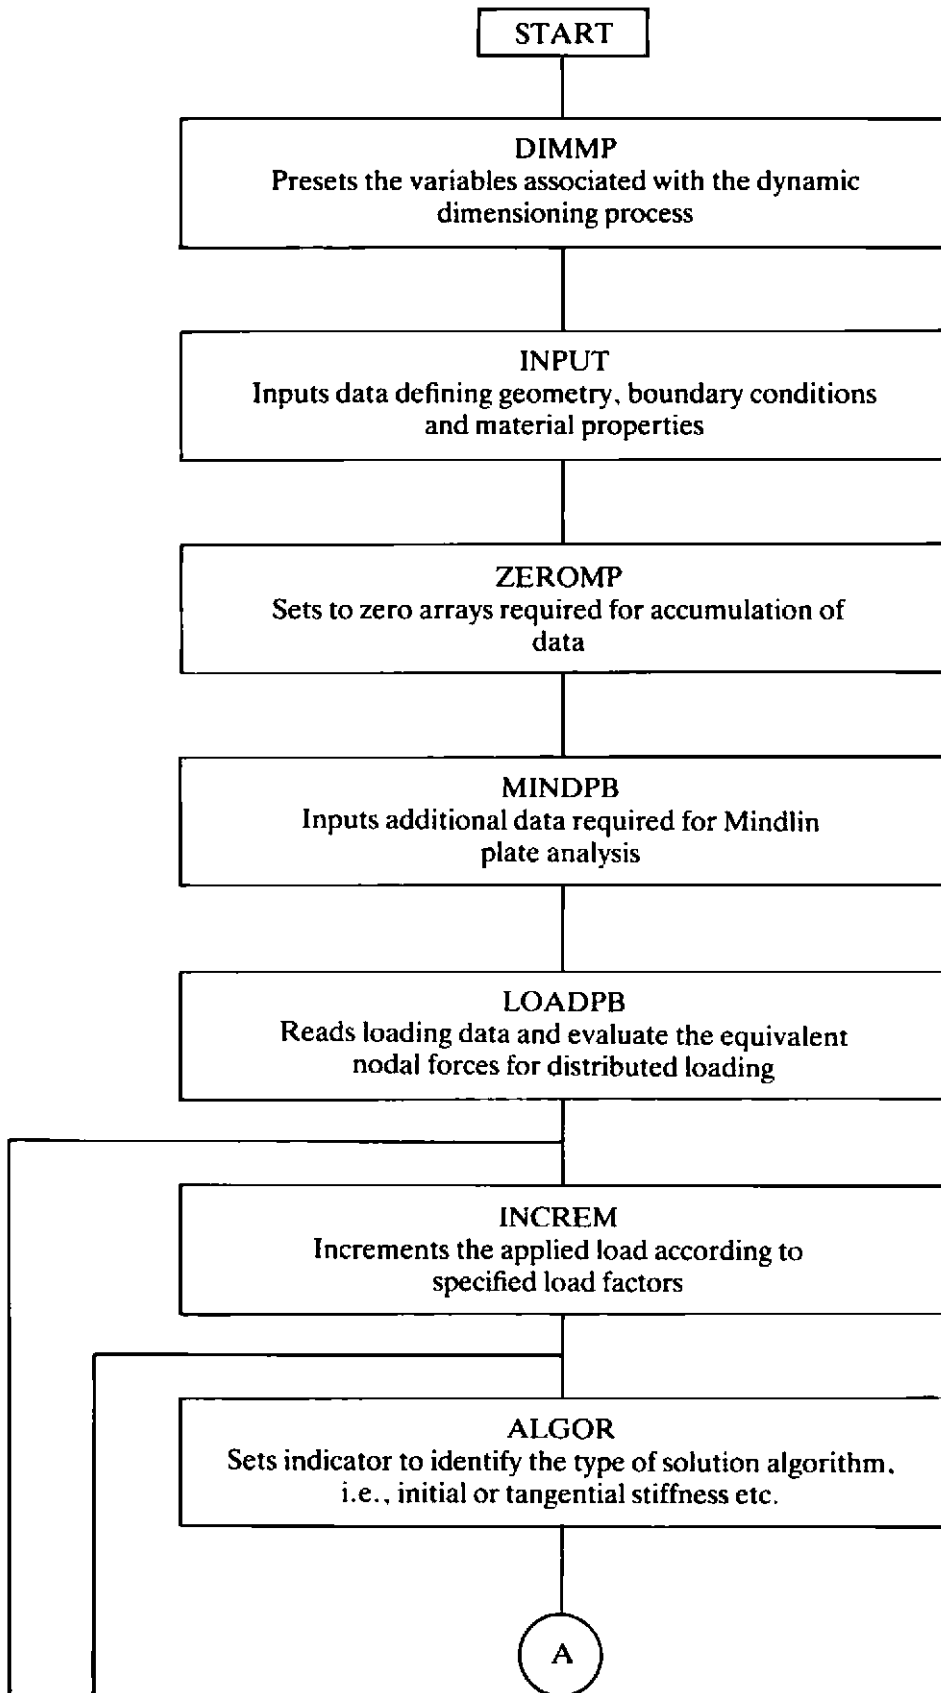 START
DIMMP
Presets the variables associated with the dynamic
dimensioning process
INPUT
Inputs data defining geometry, boundary conditions
and material properties
ZEROMP
Sets to zero arrays required for accumulation of
data
MINDPB
Inputs additional data required for Mindlin
plate analysis
LOADPB
Reads loading data and evaluate the equivalent
nodal forces for distributed loading
INCREM
Increments the applied load according to
specified load factors
ALGOR
Sets indicator to identify the type of solution algorithm,
i.e., initial or tangential stiffness etc.
A